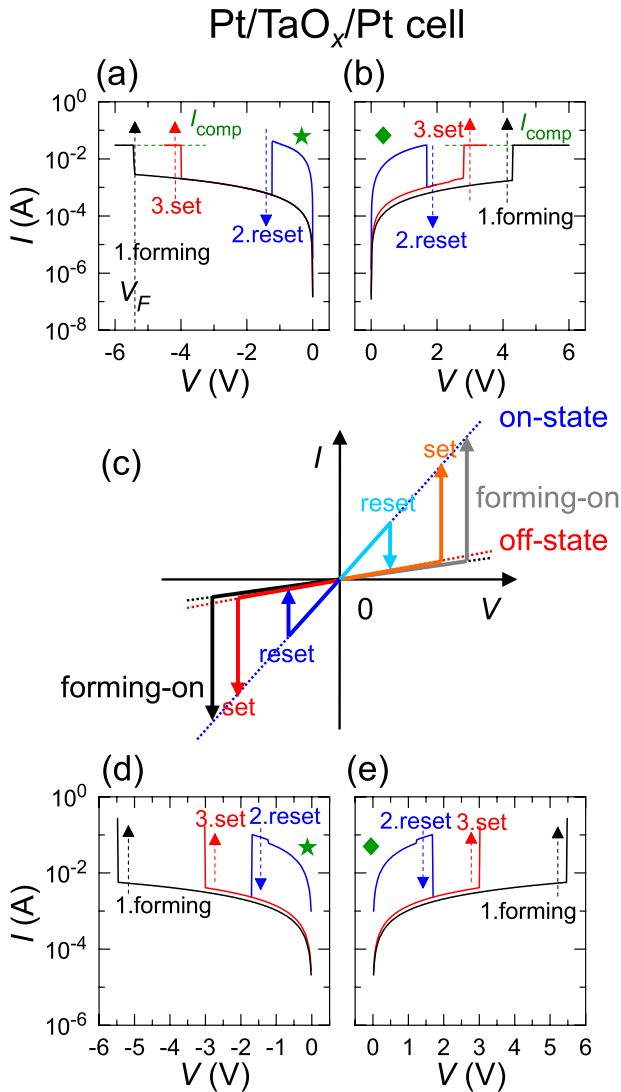 Pt/TaOx/Pt cell
(a)
(b)
I (A)
10^0
10^-2
10^-4
10^-6
10^-8
I comp
3.set
2.reset
1.forming
V_F
-6 -4 -2 0
V (V)
3.set
I comp
2.reset
1.forming
0 2 4 6
V (V)
(c)
I
on-state
set
reset
forming-on
off-state
0
V
reset
forming-on
set
(d)
(e)
I (A)
10^0
10^-2
10^-4
10^-6
3.set
2.reset
1.forming
-6 -5 -4 -3 -2 -1 0
V (V)
2.reset
3.set
1.forming
0 1 2 3 4 5 6
V (V)